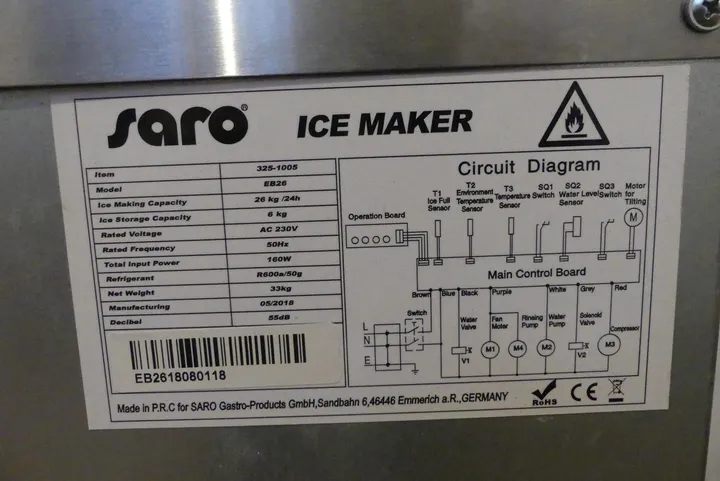 saro® ICE MAKER
Item 325-1005
Model EB26
Ice Making Capacity 26 kg /24h
Ice Storage Capacity 6 kg
Rated Voltage AC 230V
Rated Frequency 50Hz
Total Input Power 160W
Refrigerant R600a/50g
Net Weight 33kg
Manufacturing 05/2018
Decibel 55dB
EB2618080118
Circuit Diagram
Operation Board
T1 Ice Full Sensor
T2 Environment Temperature Sensor
T3 Temperature Sensor
SQ1 Switch
SQ2 Water Level Sensor
SQ3 Switch
Motor for Tilting
M
Main Control Board
Brown Blue Black Purple White Grey Red
Switch
L
N
E
Water Valve
Fan Motor
Rinsing Pump
Water Pump
Solenoid Valve
Compressor
V1 M1 M4 M2 V2 M3
Made in P.R.C for SARO Gastro-Products GmbH,Sandbahn 6,46446 Emmerich a.R.,GERMANY
RoHS CE